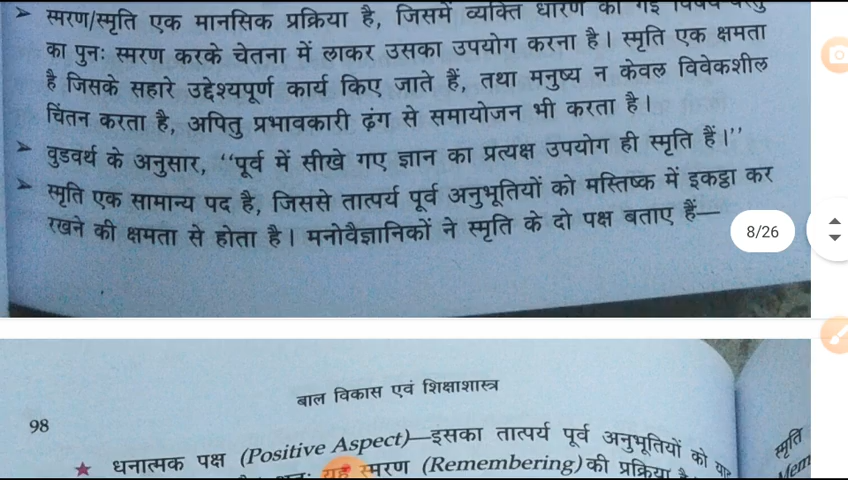 स्मरण/स्मृति एक मानसिक प्रक्रिया है, जिसमें व्यक्ति धारण की गई
का पुनः स्मरण करके चेतना में लाकर उसका उपयोग करना है। स्मृति एक क्षमता
है जिसके सहारे उद्देश्यपूर्ण कार्य किए जाते हैं, तथा मनुष्य न केवल विवेकशील
चिंतन करता है, अपितु प्रभावकारी ढ़ंग से समायोजन भी करता है।
वुडवर्थ के अनुसार, ‘‘पूर्व में सीखे गए ज्ञान का प्रत्यक्ष उपयोग ही स्मृति हैं।’’
स्मृति एक सामान्य पद है, जिससे तात्पर्य पूर्व अनुभूतियों को मस्तिष्क में इकट्ठा कर
रखने की क्षमता से होता है। मनोवैज्ञानिकों ने स्मृति के दो पक्ष बताए हैं—
8/26
बाल विकास एवं शिक्षाशास्त्र
98
धनात्मक पक्ष (Positive Aspect)—इसका तात्पर्य पूर्व अनुभूतियों को
यह स्मरण (Remembering) की प्रक्रिया है
स्मृति